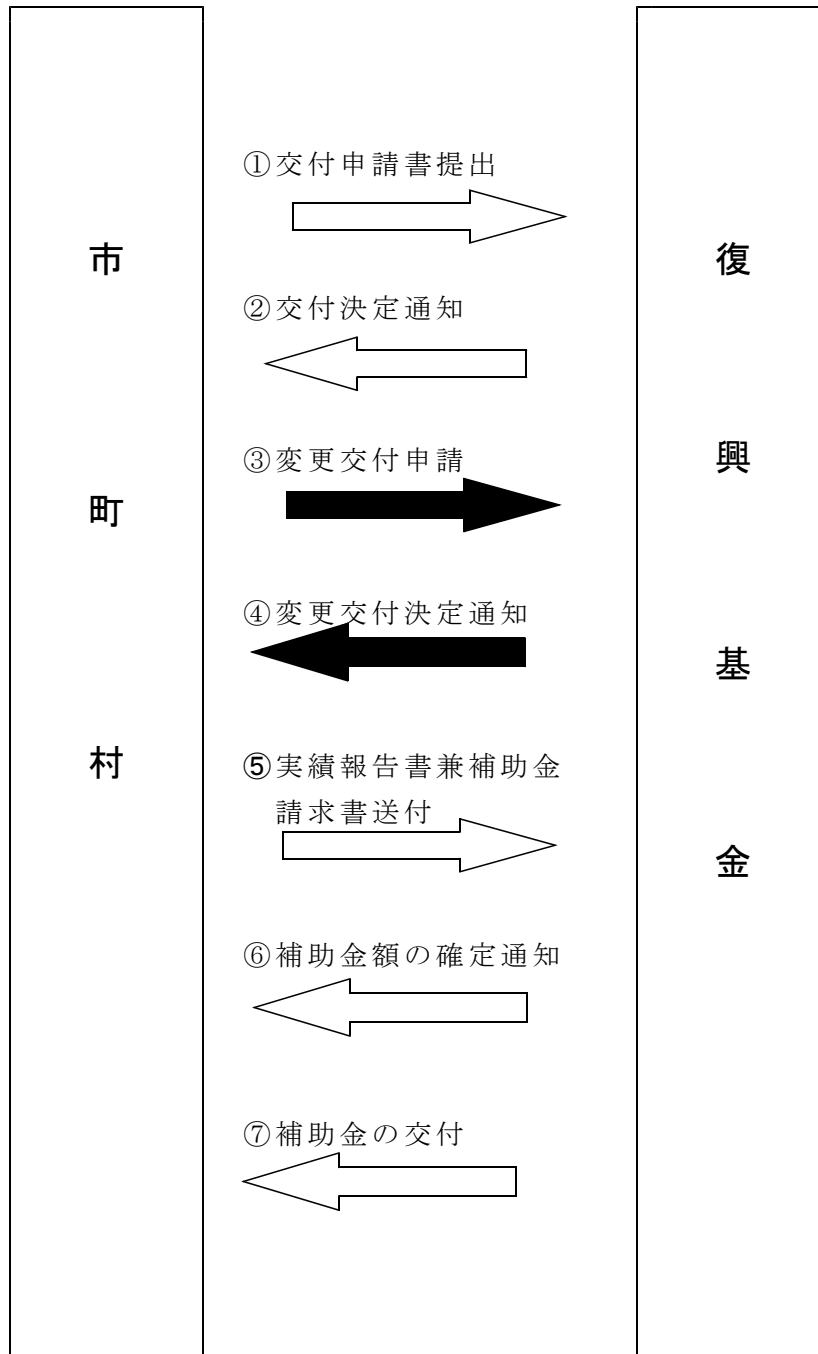 市町村
①交付申請書提出
②交付決定通知
③変更交付申請
④変更交付決定通知
⑤実績報告書兼補助金
請求書送付
⑥補助金額の確定通知
⑦補助金の交付
復興基金